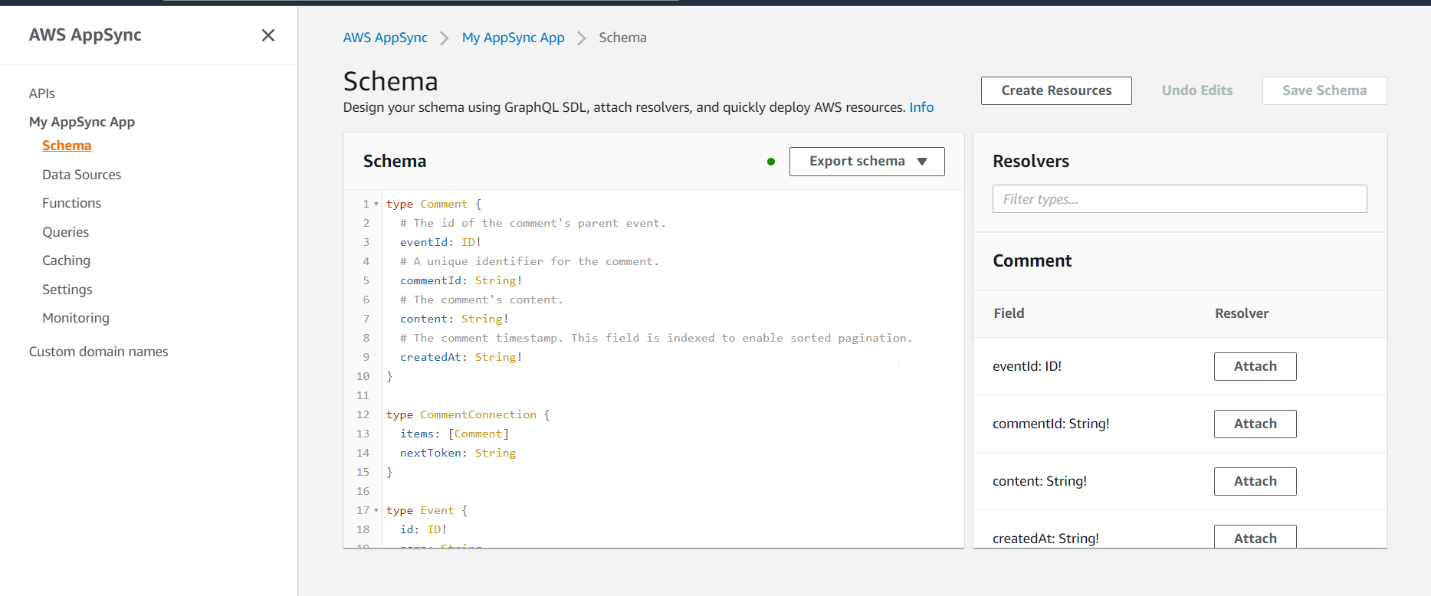 AWS AppSync
APIs
My AppSync App
Schema
Data Sources
Functions
Queries
Caching
Settings
Monitoring
Custom domain names
AWS AppSync > My AppSync App > Schema
Schema
Design your schema using GraphQL SDL, attach resolvers, and quickly deploy AWS resources. Info
Create Resources
Undo Edits
Save Schema
Schema
Export schema
1 type Comment {
2 # The id of the comment's parent event.
3 eventId: ID!
4 # A unique identifier for the comment.
5 commentId: String!
6 # The comment's content.
7 content: String!
8 # The comment timestamp. This field is indexed to enable sorted pagination.
9 createdAt: String!
10 }
11
12 type CommentConnection {
13 items: [Comment]
14 nextToken: String
15 }
16
17 type Event {
18 id: ID!
Resolvers
Filter types...
Comment
Field Resolver
eventId: ID! Attach
commentId: String! Attach
content: String! Attach
createdAt: String! Attach